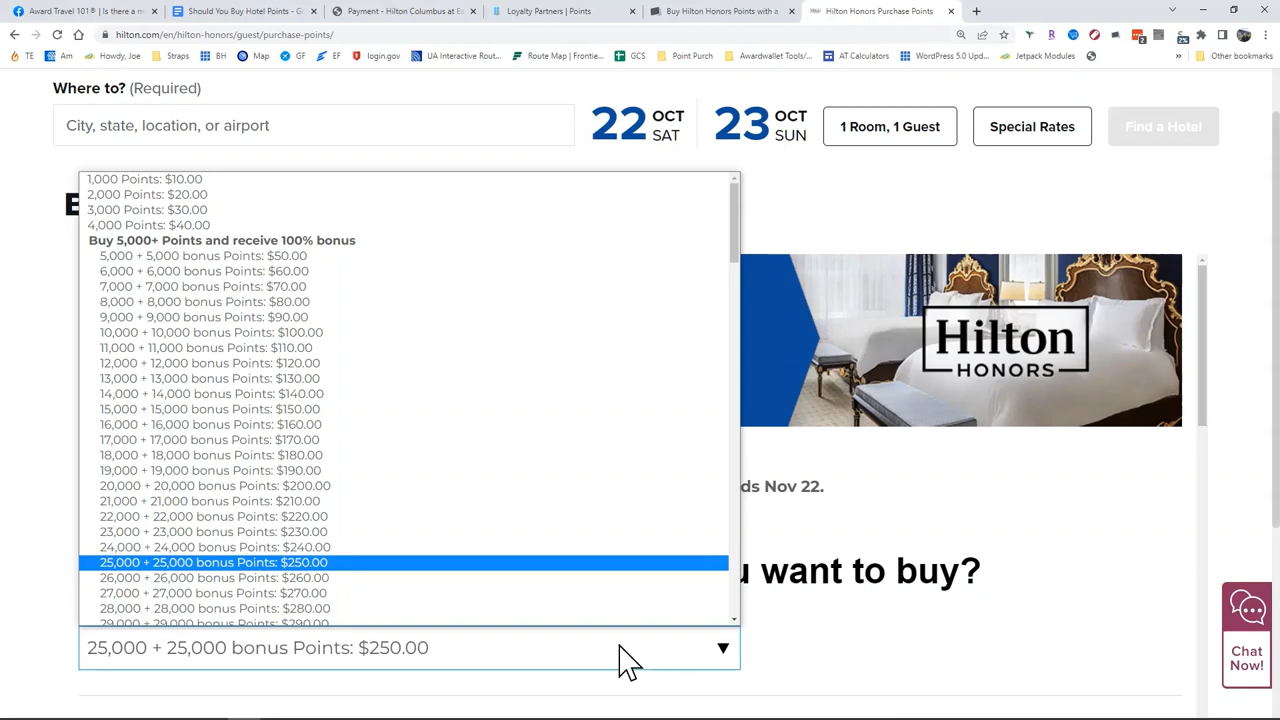 Award Travel 101® | Is there a m
Should You Buy Hotel Points - Go
Payment - Hilton Columbus at Ea
Loyalty Partners | Points
Buy Hilton Honors Points with a
Hilton Honors Purchase Points
hilton.com/en/hilton-honors/guest/purchase-points/
TE
Am
Howdy, Joe
Straps
BH
Map
GF
EF
login.gov
UA Interactive Rout...
Route Map | Frontie...
GCS
Point Purch
Awardwallet Tools/...
AT Calculators
WordPress 5.0 Upd...
Jetpack Modules
»
Other bookmarks
Where to? (Required)
City, state, location, or airport
22 OCT SAT
23 OCT SUN
1 Room, 1 Guest
Special Rates
Find a Hotel
1,000 Points: $10.00
2,000 Points: $20.00
3,000 Points: $30.00
4,000 Points: $40.00
Buy 5,000+ Points and receive 100% bonus
5,000 + 5,000 bonus Points: $50.00
6,000 + 6,000 bonus Points: $60.00
7,000 + 7,000 bonus Points: $70.00
8,000 + 8,000 bonus Points: $80.00
9,000 + 9,000 bonus Points: $90.00
10,000 + 10,000 bonus Points: $100.00
11,000 + 11,000 bonus Points: $110.00
12,000 + 12,000 bonus Points: $120.00
13,000 + 13,000 bonus Points: $130.00
14,000 + 14,000 bonus Points: $140.00
15,000 + 15,000 bonus Points: $150.00
16,000 + 16,000 bonus Points: $160.00
17,000 + 17,000 bonus Points: $170.00
18,000 + 18,000 bonus Points: $180.00
19,000 + 19,000 bonus Points: $190.00
20,000 + 20,000 bonus Points: $200.00
21,000 + 21,000 bonus Points: $210.00
22,000 + 22,000 bonus Points: $220.00
23,000 + 23,000 bonus Points: $230.00
24,000 + 24,000 bonus Points: $240.00
25,000 + 25,000 bonus Points: $250.00
26,000 + 26,000 bonus Points: $260.00
27,000 + 27,000 bonus Points: $270.00
28,000 + 28,000 bonus Points: $280.00
29,000 + 29,000 bonus Points: $290.00
Hilton
HONORS
ds Nov 22.
u want to buy?
25,000 + 25,000 bonus Points: $250.00
Chat
Now!